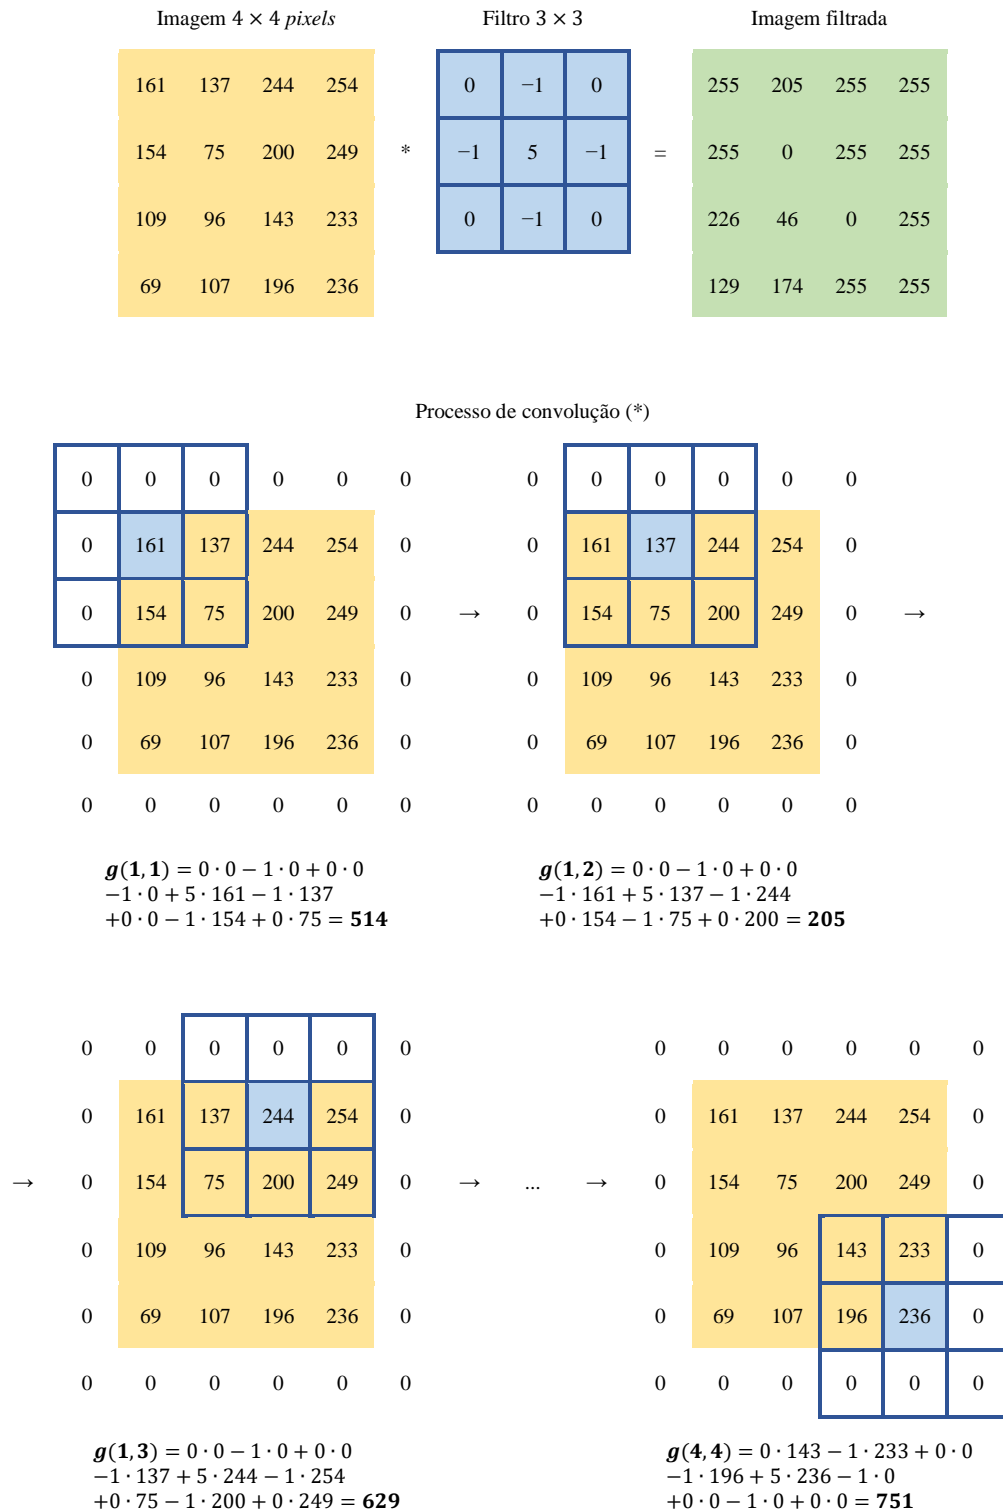 Imagem 4 × 4 pixels Filtro 3 × 3 Imagem filtrada
161 137 244 254 0 −1 0 255 205 255 255
154 75 200 249 * −1 5 −1 = 255 0 255 255
109 96 143 233 0 −1 0 226 46 0 255
69 107 196 236 129 174 255 255
Processo de convolução (*)
0 0 0 0 0 0 0 0 0 0 0 0
0 161 137 244 254 0 0 161 137 244 254 0
0 154 75 200 249 0 → 0 154 75 200 249 0 →
0 109 96 143 233 0 0 109 96 143 233 0
0 69 107 196 236 0 0 69 107 196 236 0
0 0 0 0 0 0 0 0 0 0 0 0
g(1,1) = 0 · 0 − 1 · 0 + 0 · 0
−1 · 0 + 5 · 161 − 1 · 137
+0 · 0 − 1 · 154 + 0 · 75 = 514
g(1,2) = 0 · 0 − 1 · 0 + 0 · 0
−1 · 161 + 5 · 137 − 1 · 244
+0 · 154 − 1 · 75 + 0 · 200 = 205
0 0 0 0 0 0 0 0 0 0 0 0
0 161 137 244 254 0 0 161 137 244 254 0
→ 0 154 75 200 249 0 → ... → 0 154 75 200 249 0
0 109 96 143 233 0 0 109 96 143 233 0
0 69 107 196 236 0 0 69 107 196 236 0
0 0 0 0 0 0 0 0 0 0 0 0
g(1,3) = 0 · 0 − 1 · 0 + 0 · 0
−1 · 137 + 5 · 244 − 1 · 254
+0 · 75 − 1 · 200 + 0 · 249 = 629
g(4,4) = 0 · 143 − 1 · 233 + 0 · 0
−1 · 196 + 5 · 236 − 1 · 0
+0 · 0 − 1 · 0 + 0 · 0 = 751